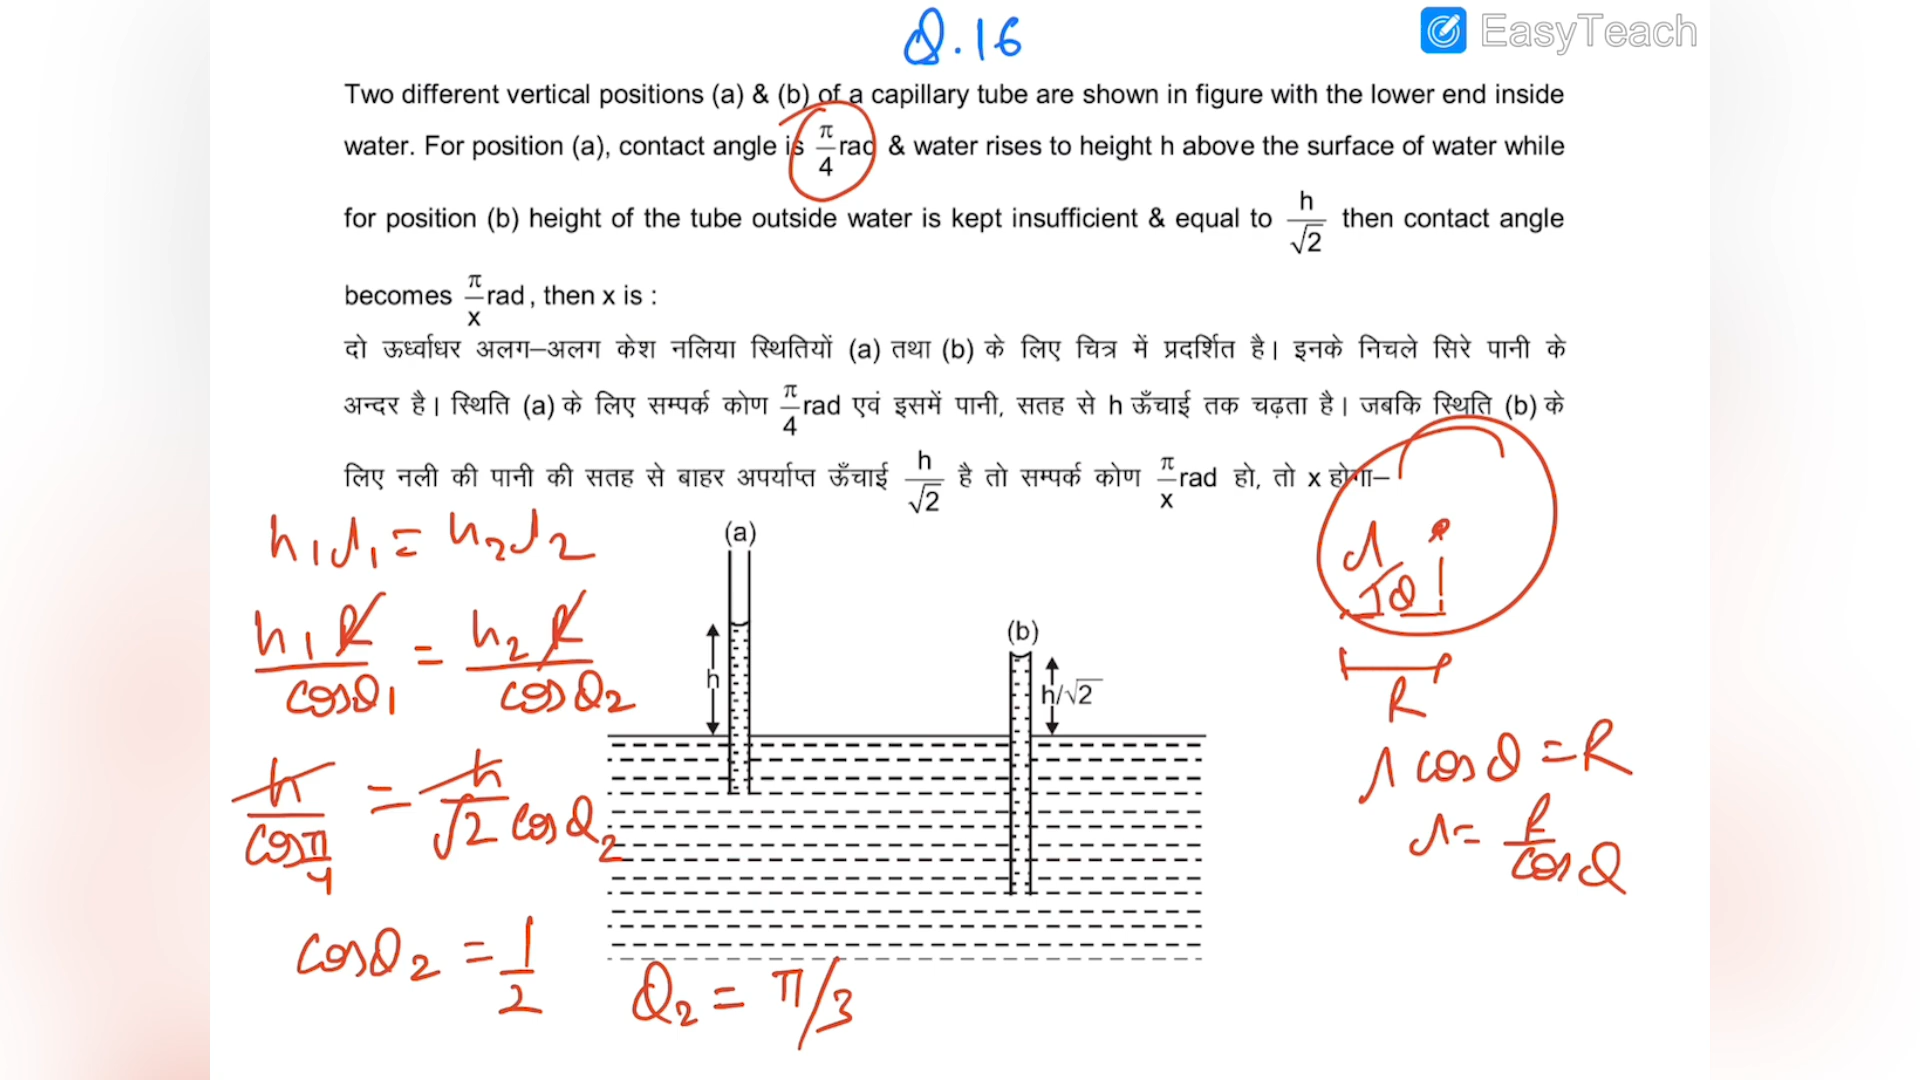 Q.16
EasyTeach
Two different vertical positions (a) & (b) of a capillary tube are shown in figure with the lower end inside
water. For position (a), contact angle is π/4 rad & water rises to height h above the surface of water while
for position (b) height of the tube outside water is kept insufficient & equal to h/√2 then contact angle
becomes π/x rad, then x is :
दो ऊर्ध्वाधर अलग–अलग केश नलिया स्थितियों (a) तथा (b) के लिए चित्र में प्रदर्शित है। इनके निचले सिरे पानी के
अन्दर है। स्थिति (a) के लिए सम्पर्क कोण π/4 rad एवं इसमें पानी, सतह से h ऊँचाई तक चढ़ता है। जबकि स्थिति (b) के
लिए नली की पानी की सतह से बाहर अपर्याप्त ऊँचाई h/√2 है तो सम्पर्क कोण π/x rad हो, तो x होगा–
h₁r₁ = h₂r₂
h₁R/cosθ₁ = h₂R/cosθ₂
h/cos π/4 = h/√2 cosθ₂
cosθ₂ = 1/2
θ₂ = π/3
(a)
h
(b)
h/√2
r
θ
R
r cosθ = R
r = R/cosθ